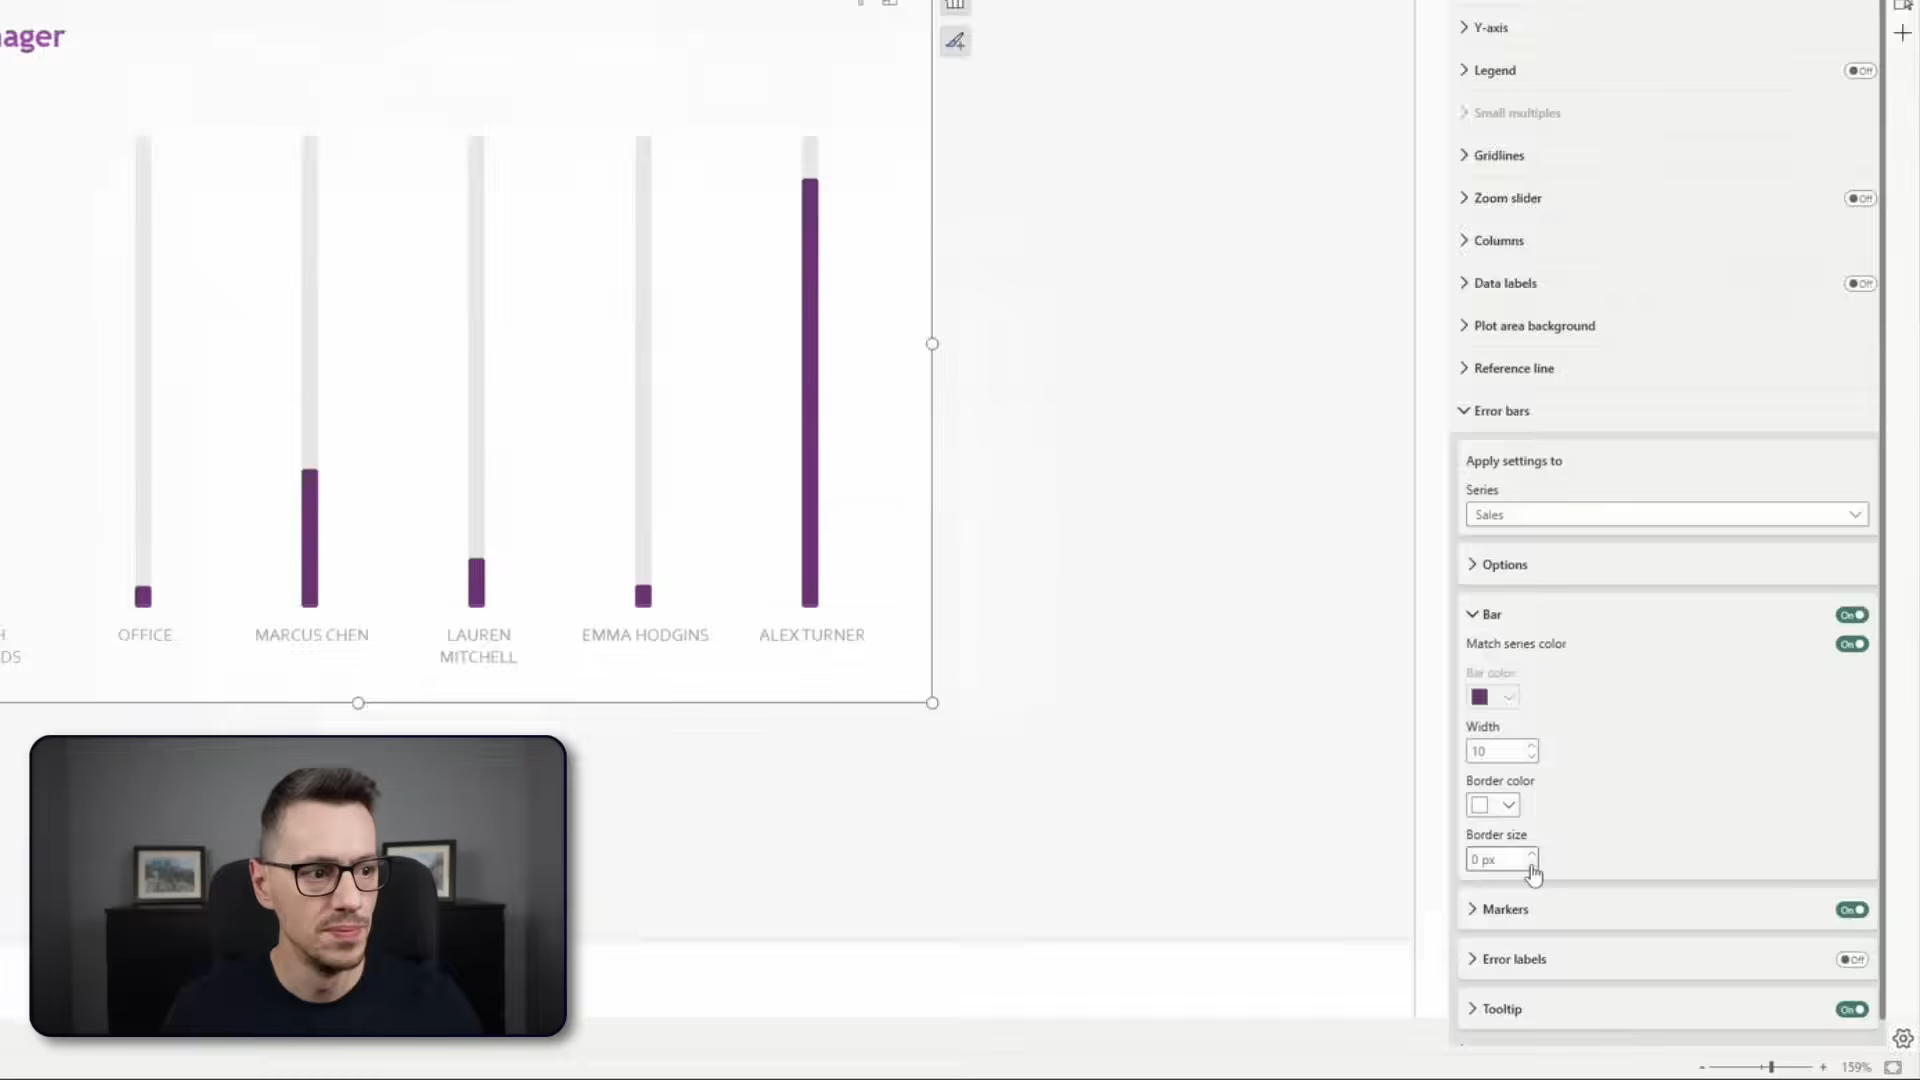 ager
OFFICE
MARCUS CHEN
LAUREN
MITCHELL
EMMA HODGINS
ALEX TURNER
H
DS
Y-axis
Legend
Off
Small multiples
Gridlines
Zoom slider
Off
Columns
Data labels
Off
Plot area background
Reference line
Error bars
Apply settings to
Series
Sales
Options
Bar
On
Match series color
On
Bar color
Width
10
Border color
Border size
0 px
Markers
On
Error labels
Off
Tooltip
On
- + 159%